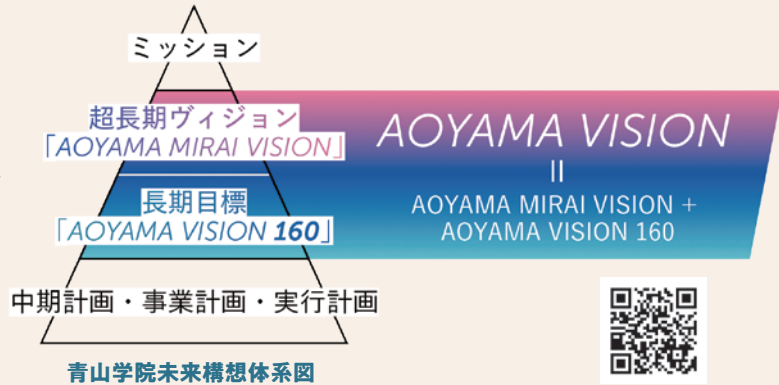 ミッション
超長期ヴィジョン
「AOYAMA MIRAI VISION」
長期目標
「AOYAMA VISION 160」
中期計画・事業計画・実行計画
青山学院未来構想体系図
AOYAMA VISION
=
AOYAMA MIRAI VISION +
AOYAMA VISION 160